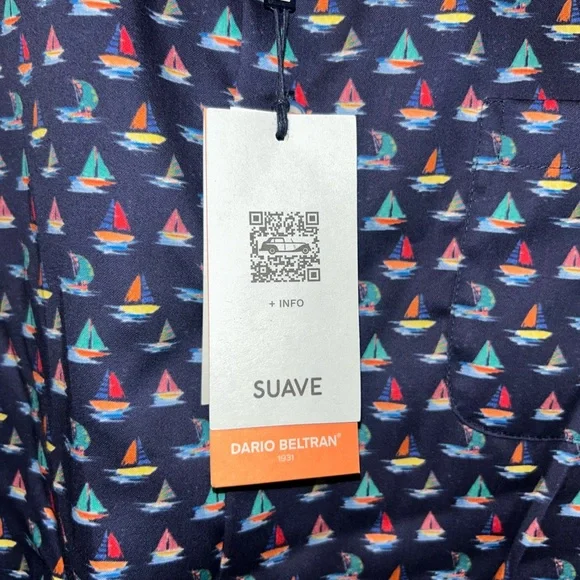 + INFO
SUAVE
DARIO BELTRAN®
1931